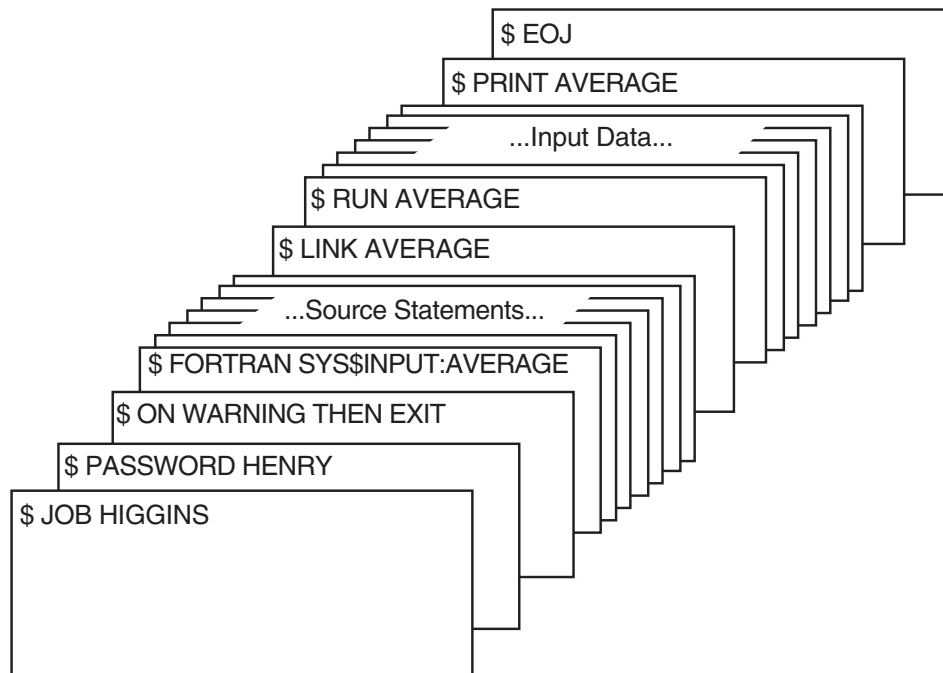 $ EOJ
$ PRINT AVERAGE
...Input Data...
$ RUN AVERAGE
$ LINK AVERAGE
...Source Statements...
$ FORTRAN SYS$INPUT:AVERAGE
$ ON WARNING THEN EXIT
$ PASSWORD HENRY
$ JOB HIGGINS